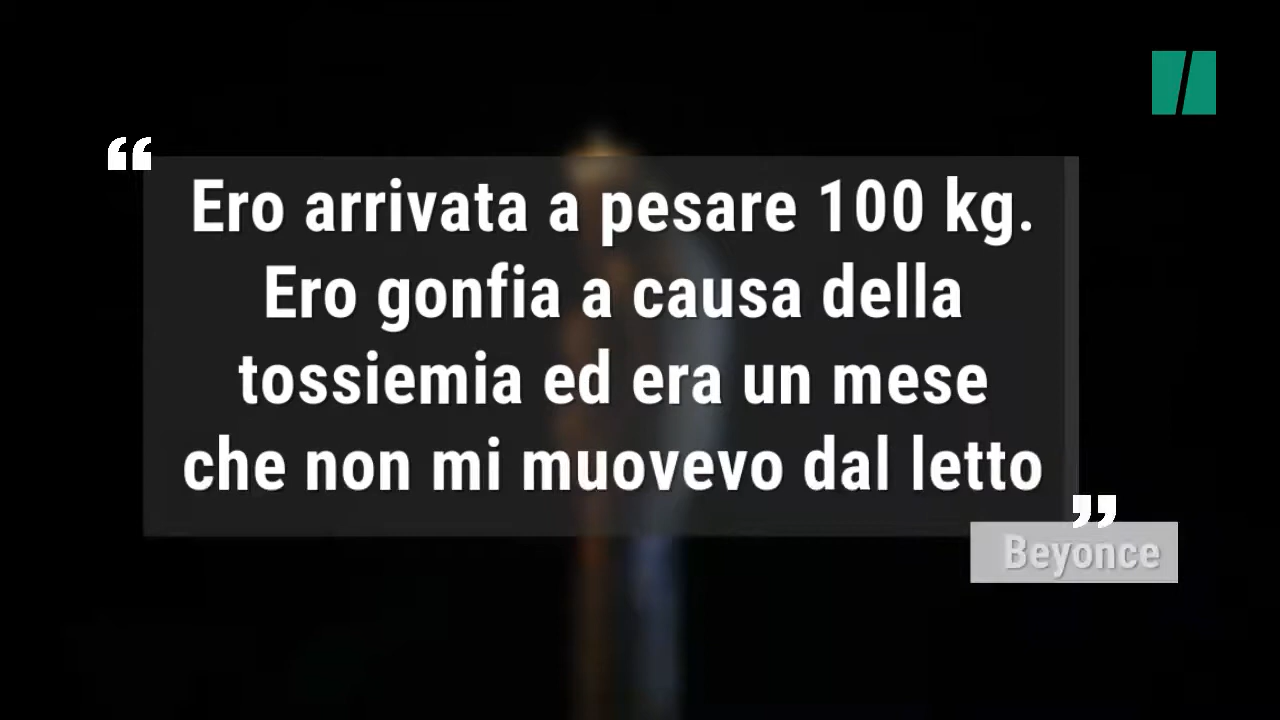 “
Ero arrivata a pesare 100 kg.
Ero gonfia a causa della
tossiemia ed era un mese
che non mi muovevo dal letto
”
Beyonce